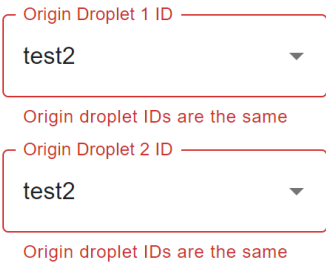 Origin Droplet 1 ID
test2
Origin droplet IDs are the same
Origin Droplet 2 ID
test2
Origin droplet IDs are the same